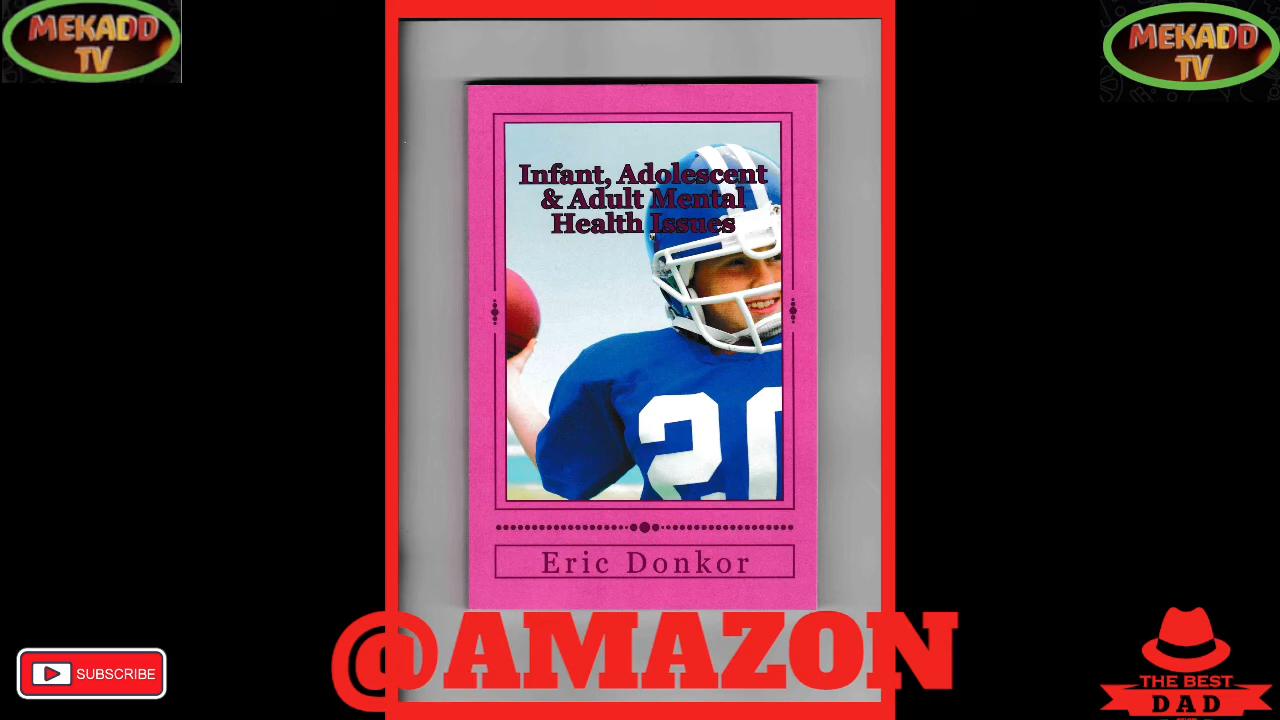 MEKADD
TV
MEKADD
TV
Infant, Adolescent
& Adult Mental
Health Issues
20
Eric Donkor
@AMAZON
SUBSCRIBE
THE BEST
DAD